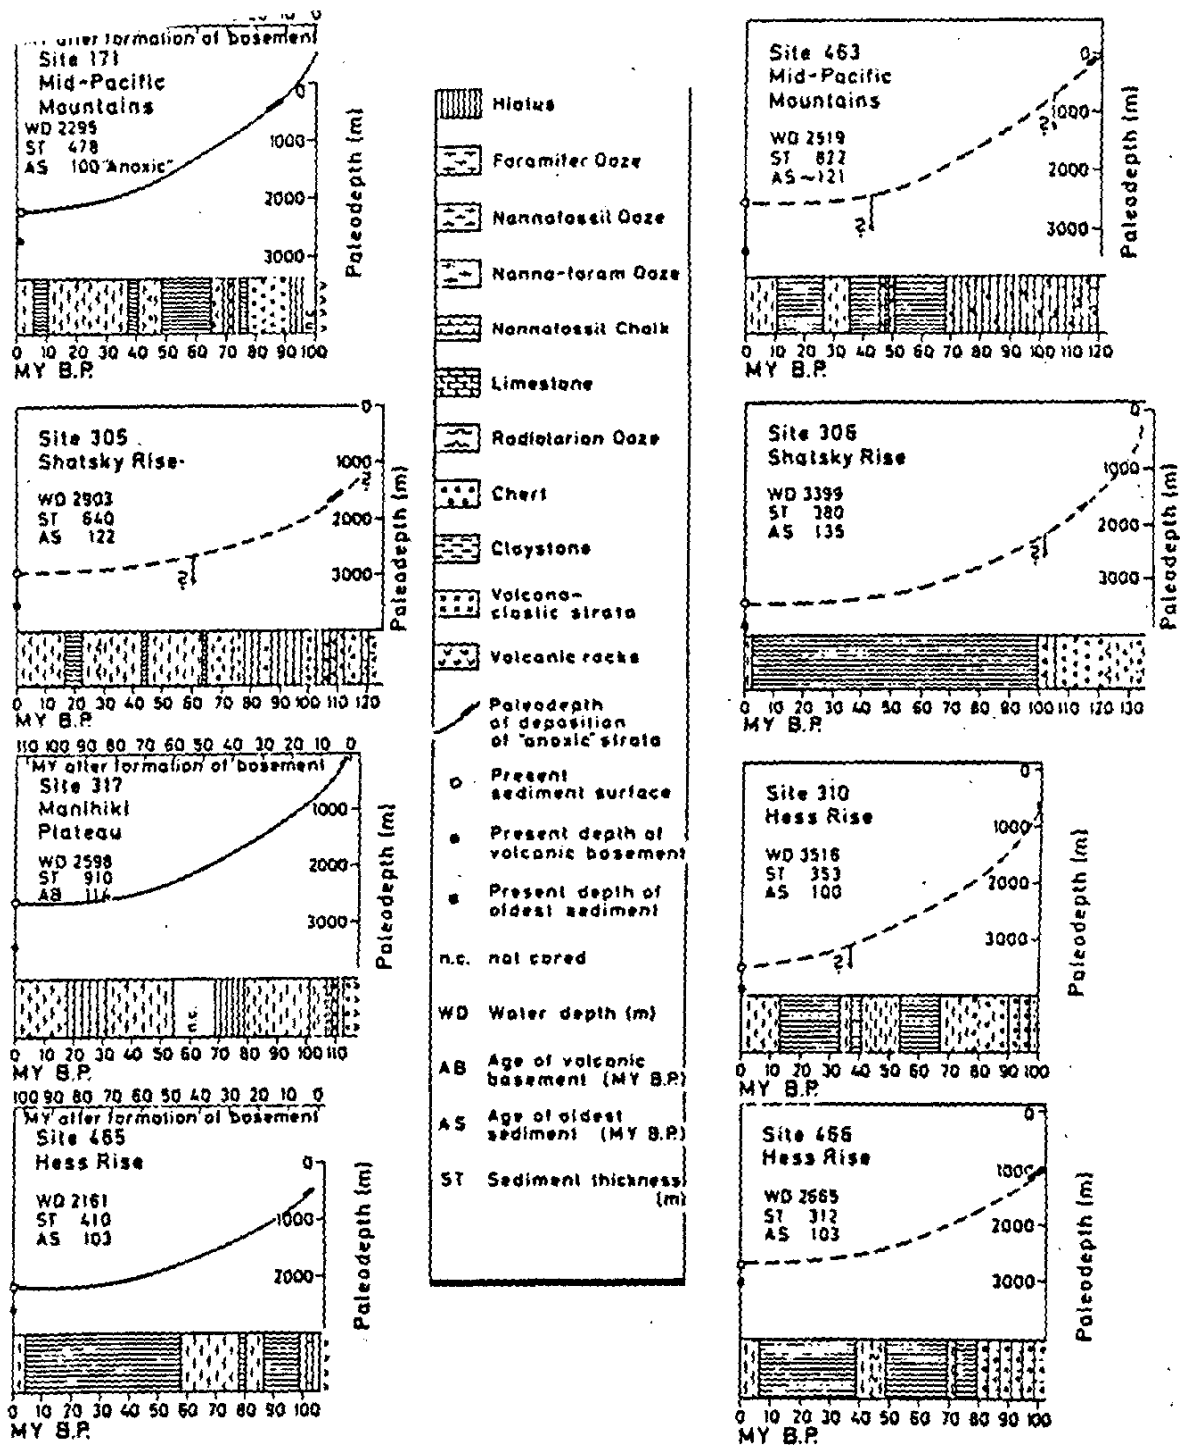 20 10 0
MY after formation of basement
Site 171
Mid-Pacific
Mountains
WD 2295
ST 478
AS 100 "Anoxic"
0
1000
2000
3000
Paleodepth (m)
0 10 20 30 40 50 60 70 80 90 100
MY B.P.
Site 305
Shatsky Rise
WD 2903
ST 640
AS 122
0
1000
2000
3000
?
?
Paleodepth (m)
0 10 20 30 40 50 60 70 80 90 100 110 120
MY B.P.
110 100 90 80 70 60 50 40 30 20 10 0
MY after formation of basement
Site 317
Manihiki
Plateau
WD 2598
ST 910
AB 114
1000
2000
3000
Paleodepth (m)
n.c.
0 10 20 30 40 50 60 70 80 90 100 110
MY B.P.
100 90 80 70 60 50 40 30 20 10 0
MY after formation of basement
Site 465
Hess Rise
WD 2161
ST 410
AS 103
0
1000
2000
Paleodepth (m)
0 10 20 30 40 50 60 70 80 90 100
MY B.P.
Hiatus
Foramifer Ooze
Nannofossil Ooze
Nanno-foram Ooze
Nannofossil Chalk
Limestone
Radiolarian Ooze
Chert
Claystone
Volcano-
clastic strata
Volcanic rocks
Paleodepth
of deposition
of "anoxic" strata
Present
sediment surface
Present depth of
volcanic basement
Present depth of
oldest sediment
n.c. not cored
WD Water depth (m)
AB Age of volcanic
basement (MY B.P.)
AS Age of oldest
sediment (MY B.P.)
ST Sediment thickness
(m)
Site 463
Mid-Pacific
Mountains
WD 2519
ST 822
AS ~121
0
1000
2000
3000
?
?
Paleodepth (m)
0 10 20 30 40 50 60 70 80 90 100 110 120
MY B.P.
Site 306
Shatsky Rise
WD 3399
ST 280
AS 135
0
1000
2000
3000
?
Paleodepth (m)
0 10 20 30 40 50 60 70 80 90 100 110 120 130
MY B.P.
Site 310
Hess Rise
WD 3516
ST 353
AS 100
0
1000
2000
3000
?
Paleodepth (m)
0 10 20 30 40 50 60 70 80 90 100
MY B.P.
Site 466
Hess Rise
WD 2665
ST 312
AS 103
0
1000
2000
3000
Paleodepth (m)
0 10 20 30 40 50 60 70 80 90 100
MY B.P.